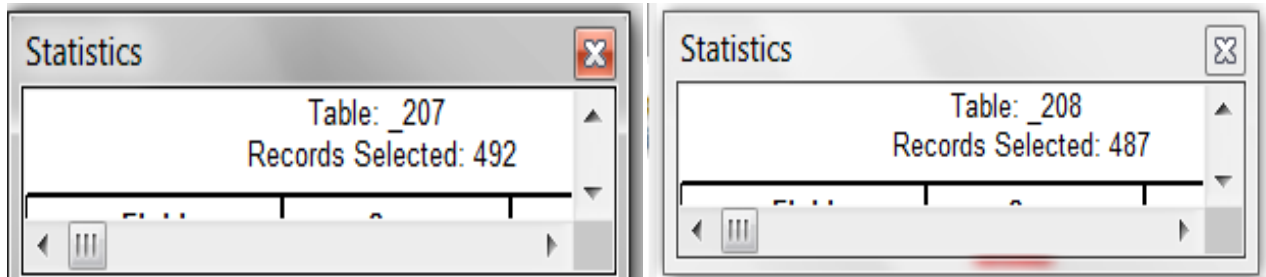 Statistics
Table: _207
Records Selected: 492
Statistics
Table: _208
Records Selected: 487